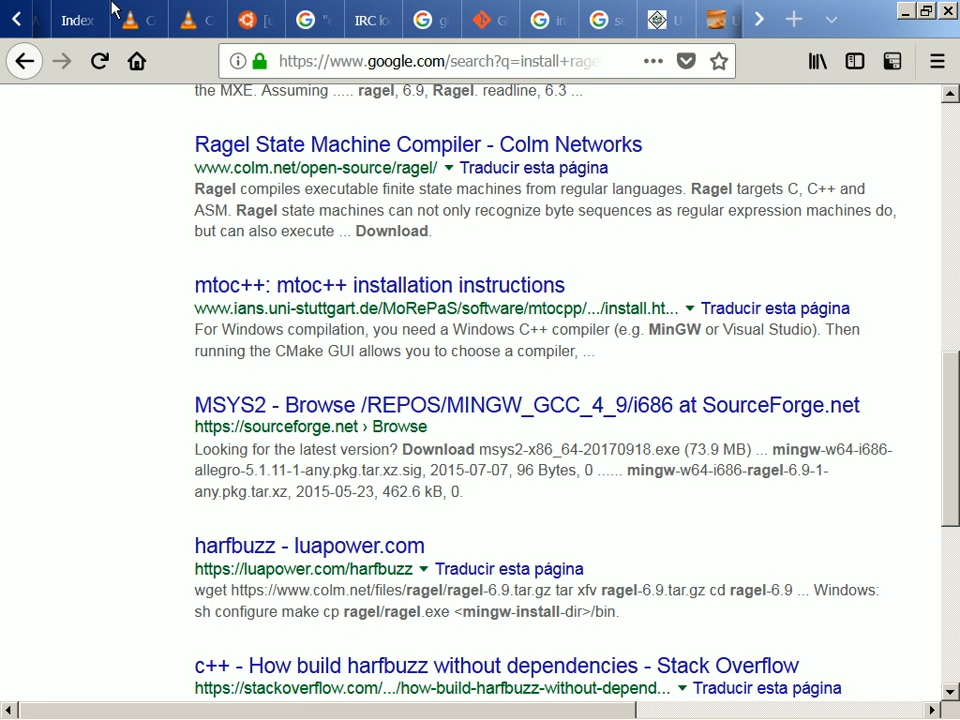 Index
IRC lo
https://www.google.com/search?q=install+rage
the MXE. Assuming ..... ragel, 6.9, Ragel. readline, 6.3 ...
Ragel State Machine Compiler - Colm Networks
www.colm.net/open-source/ragel/ Traducir esta página
Ragel compiles executable finite state machines from regular languages. Ragel targets C, C++ and
ASM. Ragel state machines can not only recognize byte sequences as regular expression machines do,
but can also execute ... Download.
mtoc++: mtoc++ installation instructions
www.ians.uni-stuttgart.de/MoRePaS/software/mtocpp/.../install.ht... Traducir esta página
For Windows compilation, you need a Windows C++ compiler (e.g. MinGW or Visual Studio). Then
running the CMake GUI allows you to choose a compiler, ...
MSYS2 - Browse /REPOS/MINGW_GCC_4_9/i686 at SourceForge.net
https://sourceforge.net › Browse
Looking for the latest version? Download msys2-x86_64-20170918.exe (73.9 MB) ... mingw-w64-i686-
allegro-5.1.11-1-any.pkg.tar.xz.sig, 2015-07-07, 96 Bytes, 0 ...... mingw-w64-i686-ragel-6.9-1-
any.pkg.tar.xz, 2015-05-23, 462.6 kB, 0.
harfbuzz - luapower.com
https://luapower.com/harfbuzz Traducir esta página
wget https://www.colm.net/files/ragel/ragel-6.9.tar.gz tar xfv ragel-6.9.tar.gz cd ragel-6.9 ... Windows:
sh configure make cp ragel/ragel.exe <mingw-install-dir>/bin.
c++ - How build harfbuzz without dependencies - Stack Overflow
https://stackoverflow.com/.../how-build-harfbuzz-without-depend... Traducir esta página